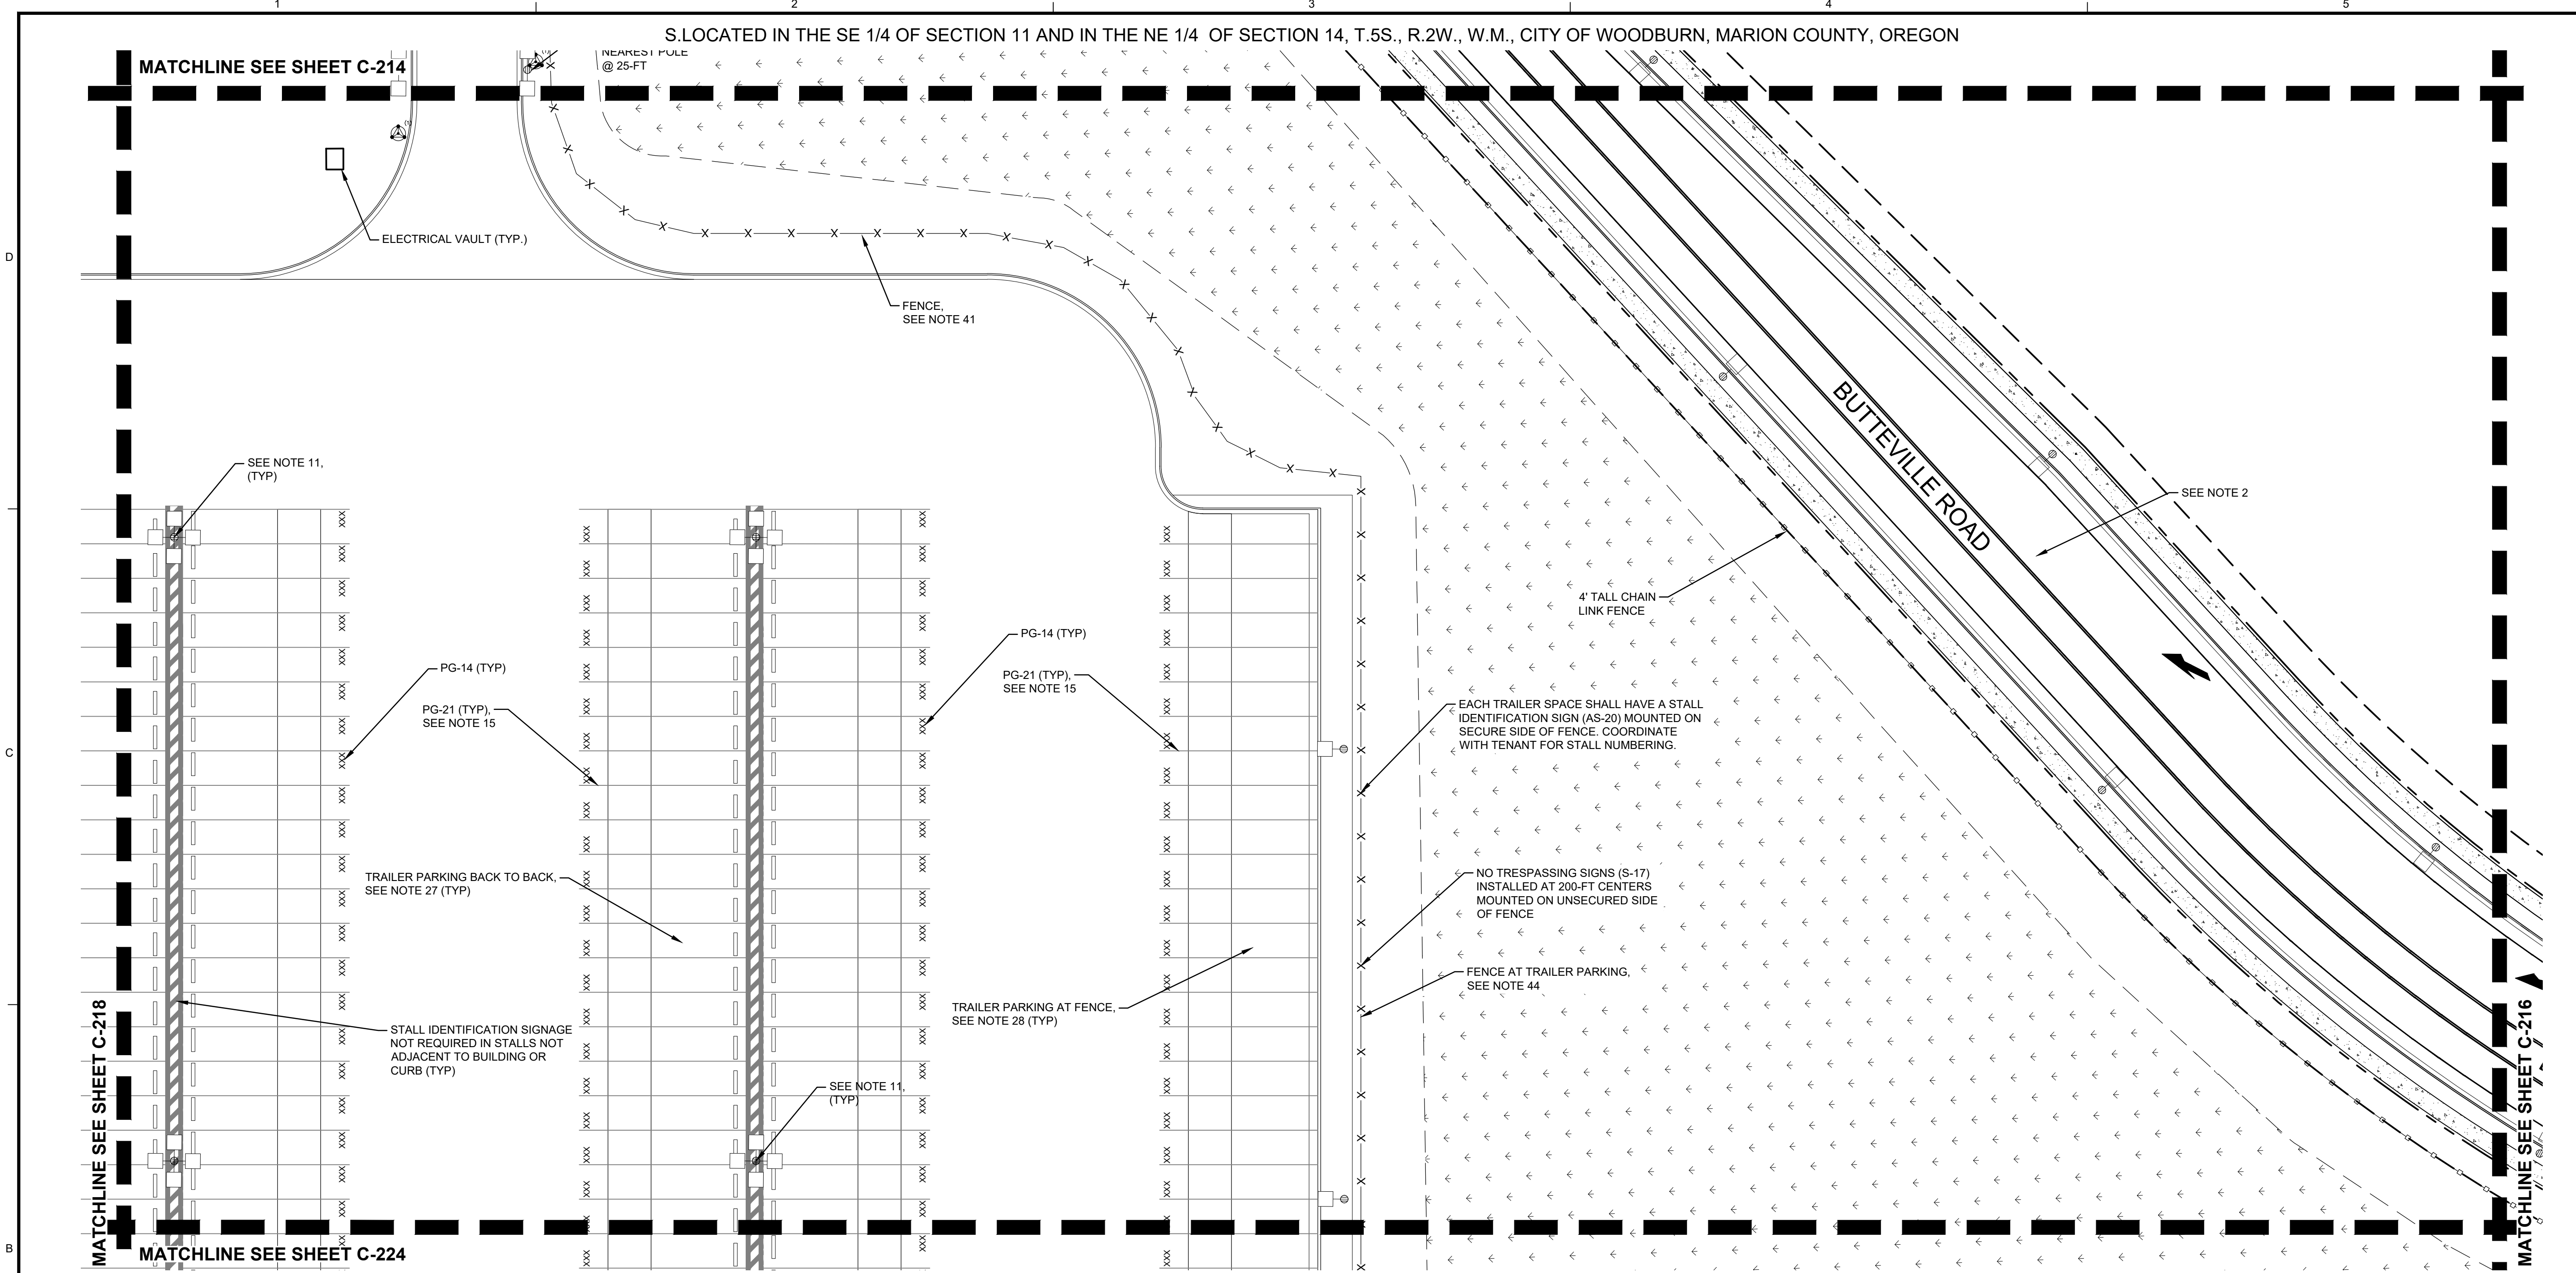 1
2
3
4
5
S.LOCATED IN THE SE 1/4 OF SECTION 11 AND IN THE NE 1/4 OF SECTION 14, T.5S., R.2W., W.M., CITY OF WOODBURN, MARION COUNTY, OREGON
MATCHLINE SEE SHEET C-214
NEAREST POLE
@ 25-FT
(1)
(1)
ELECTRICAL VAULT (TYP.)
D
FENCE,
SEE NOTE 41
BUTTEVILLE ROAD
SEE NOTE 11,
(TYP)
SEE NOTE 2
4' TALL CHAIN
LINK FENCE
PG-14 (TYP)
PG-14 (TYP)
PG-21 (TYP),
SEE NOTE 15
PG-21 (TYP),
SEE NOTE 15
EACH TRAILER SPACE SHALL HAVE A STALL
IDENTIFICATION SIGN (AS-20) MOUNTED ON
SECURE SIDE OF FENCE. COORDINATE
WITH TENANT FOR STALL NUMBERING.
C
TRAILER PARKING BACK TO BACK,
SEE NOTE 27 (TYP)
NO TRESPASSING SIGNS (S-17)
INSTALLED AT 200-FT CENTERS
MOUNTED ON UNSECURED SIDE
OF FENCE
FENCE AT TRAILER PARKING,
SEE NOTE 44
TRAILER PARKING AT FENCE,
SEE NOTE 28 (TYP)
STALL IDENTIFICATION SIGNAGE
NOT REQUIRED IN STALLS NOT
ADJACENT TO BUILDING OR
CURB (TYP)
SEE NOTE 11,
(TYP)
MATCHLINE SEE SHEET C-218
MATCHLINE SEE SHEET C-216
B
MATCHLINE SEE SHEET C-224